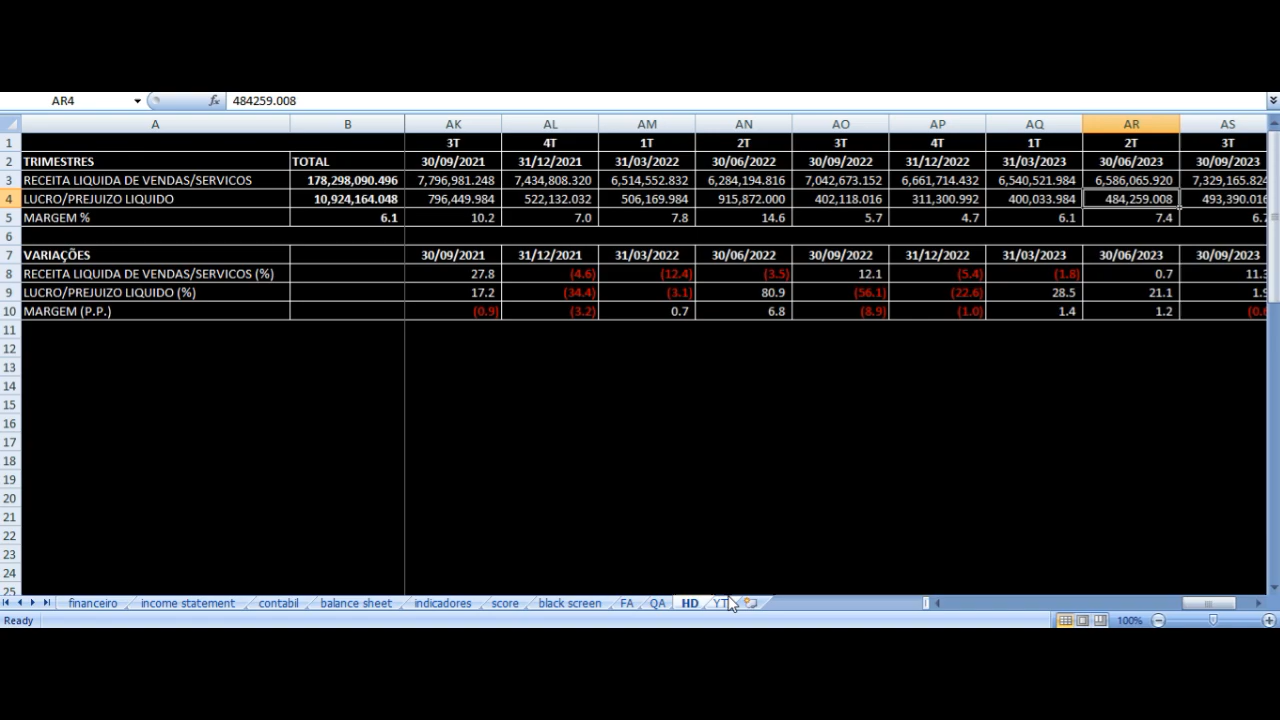 AR4 fx 484259.008
A B AK AL AM AN AO AP AQ AR AS
1 3T 4T 1T 2T 3T 4T 1T 2T 3T
2 TRIMESTRES TOTAL 30/09/2021 31/12/2021 31/03/2022 30/06/2022 30/09/2022 31/12/2022 31/03/2023 30/06/2023 30/09/2023
3 RECEITA LIQUIDA DE VENDAS/SERVICOS 178,298,090.496 7,796,981.248 7,434,808.320 6,514,552.832 6,284,194.816 7,042,673.152 6,661,714.432 6,540,521.984 6,586,065.920 7,329,165.824
4 LUCRO/PREJUIZO LIQUIDO 10,924,164.048 796,449.984 522,132.032 506,169.984 915,872.000 402,118.016 311,300.992 400,033.984 484,259.008 493,390.016
5 MARGEM % 6.1 10.2 7.0 7.8 14.6 5.7 4.7 6.1 7.4 6.7
6
7 VARIAÇÕES 30/09/2021 31/12/2021 31/03/2022 30/06/2022 30/09/2022 31/12/2022 31/03/2023 30/06/2023 30/09/2023
8 RECEITA LIQUIDA DE VENDAS/SERVICOS (%) 27.8 (4.6) (12.4) (3.5) 12.1 (5.4) (1.8) 0.7 11.3
9 LUCRO/PREJUIZO LIQUIDO (%) 17.2 (34.4) (3.1) 80.9 (56.1) (22.6) 28.5 21.1 1.9
10 MARGEM (P.P.) (0.9) (3.2) 0.7 6.8 (8.9) (1.0) 1.4 1.2
11
12
13
14
15
16
17
18
19
20
21
22
23
24
25
financeiro income statement contabil balance sheet indicadores score black screen FA QA HD YT
Ready 100%